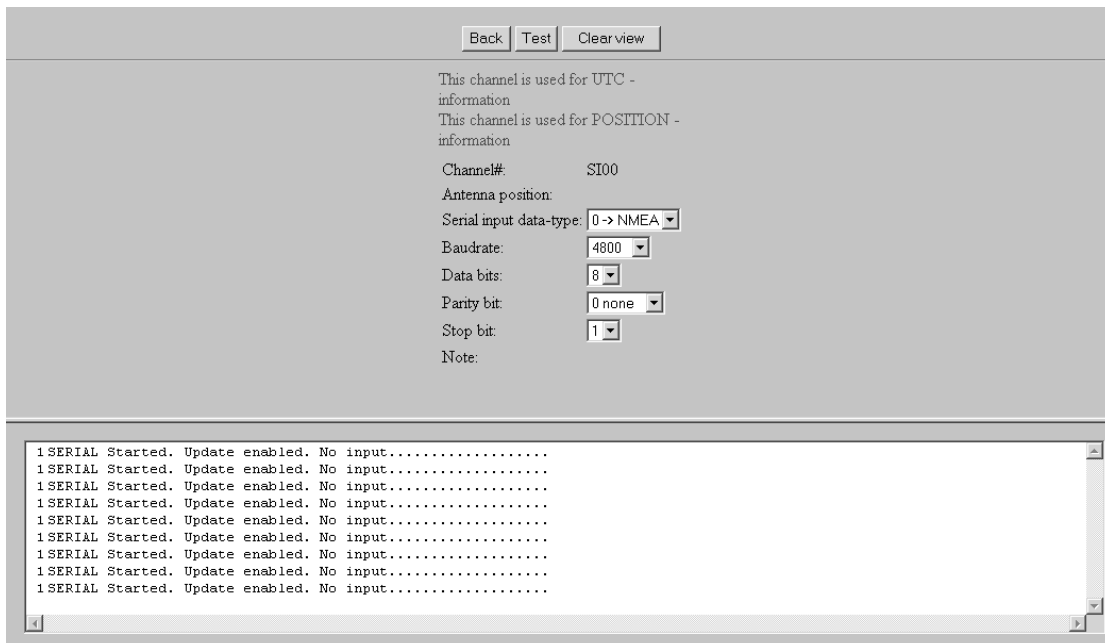 Back Test Clear view
This channel is used for UTC -
information
This channel is used for POSITION -
information
Channel#: SI00
Antenna position:
Serial input data-type: 0 -> NMEA
Baudrate: 4800
Data bits: 8
Parity bit: 0 none
Stop bit: 1
Note:
1 SERIAL Started. Update enabled. No input...................
1 SERIAL Started. Update enabled. No input...................
1 SERIAL Started. Update enabled. No input...................
1 SERIAL Started. Update enabled. No input...................
1 SERIAL Started. Update enabled. No input...................
1 SERIAL Started. Update enabled. No input...................
1 SERIAL Started. Update enabled. No input...................
1 SERIAL Started. Update enabled. No input...................
1 SERIAL Started. Update enabled. No input...................